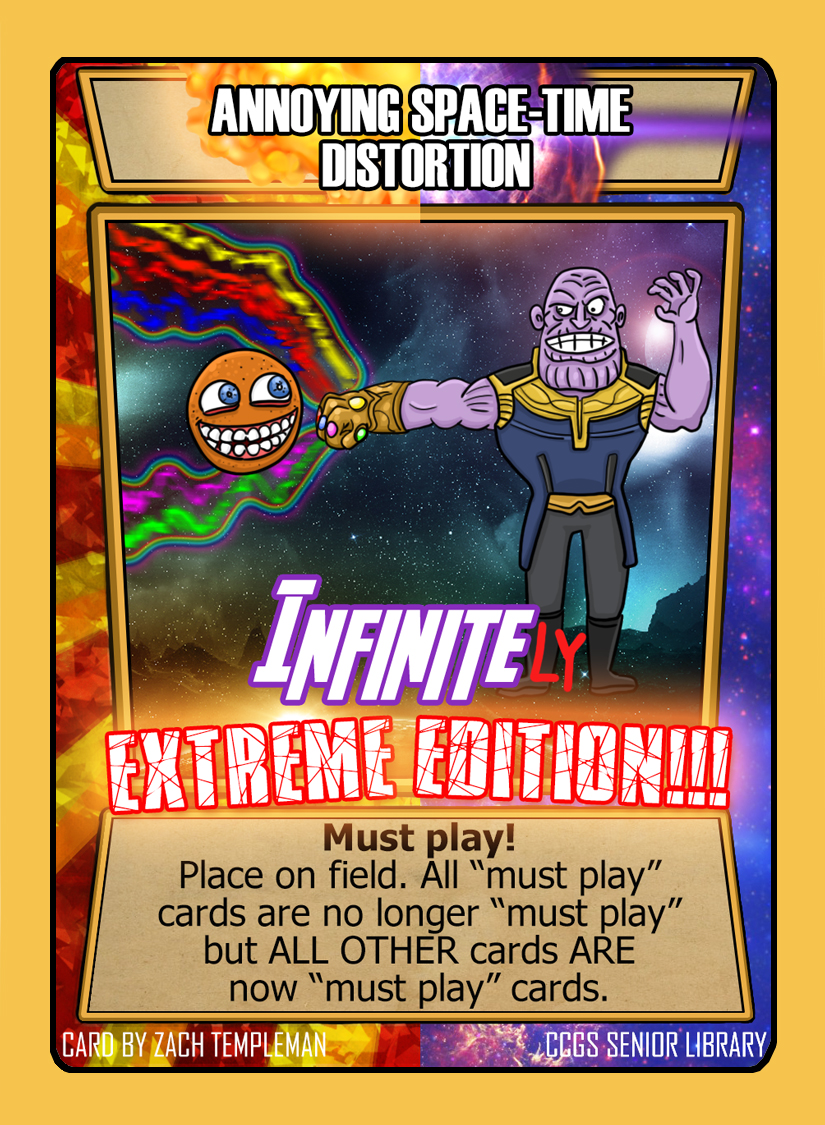 ANNOYING SPACE-TIME
DISTORTION
INFINITELY
EXTREME EDITION!!!
Must play!
Place on field. All “must play”
cards are no longer “must play”
but ALL OTHER cards ARE
now “must play” cards.
CARD BY ZACH TEMPLEMAN
CCGS SENIOR LIBRARY